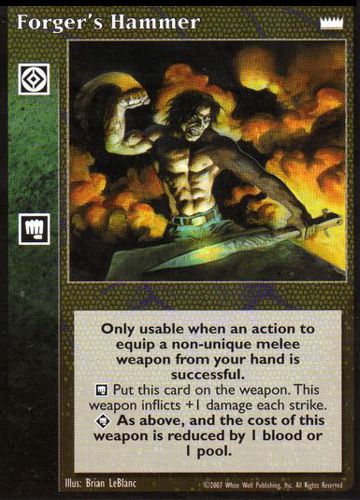 Forger's Hammer
Only usable when an action to
equip a non-unique melee
weapon from your hand is
successful.
Put this card on the weapon. This
weapon inflicts +1 damage each strike.
As above, and the cost of this
weapon is reduced by 1 blood or
1 pool.
Illus: Brian LeBlanc ©2007 White Wolf Publishing, Inc. All Rights Reserved